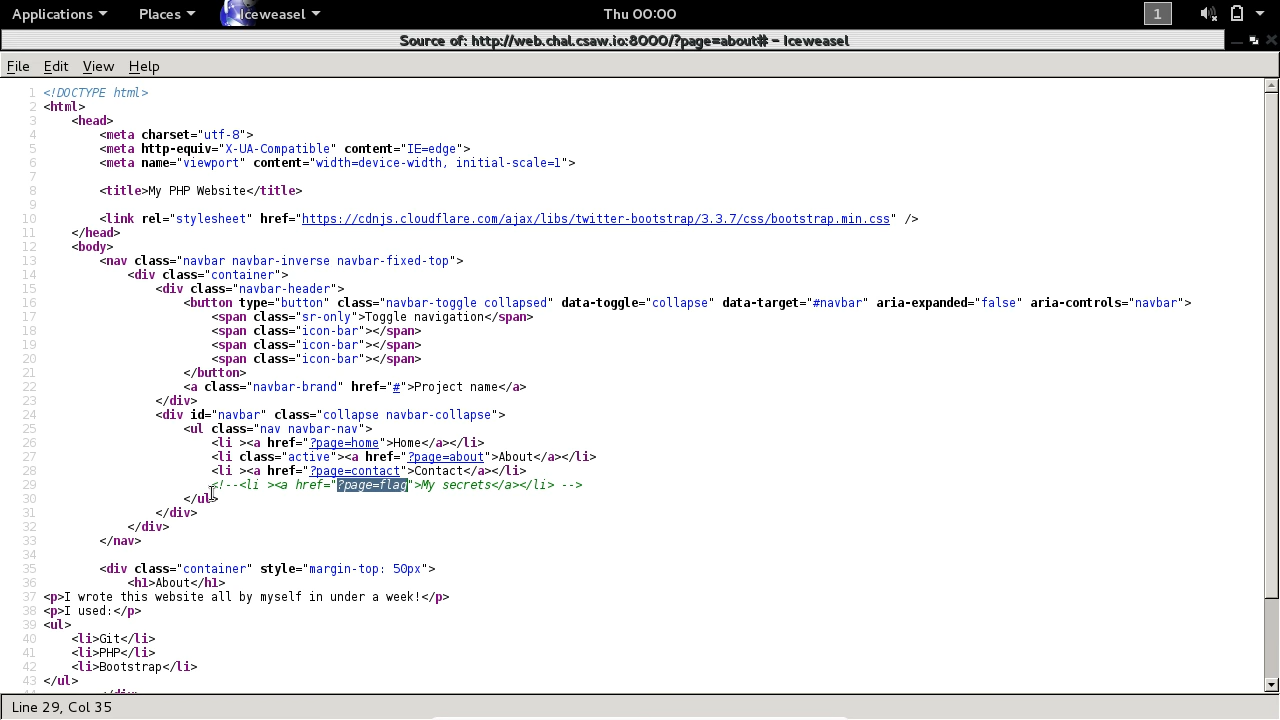 Applications Places Iceweasel Thu 00:00 1
Source of: http://web.chal.csaw.io:8000/?page=about# - Iceweasel
File Edit View Help
1 <!DOCTYPE html>
2 <html>
3 <head>
4 <meta charset="utf-8">
5 <meta http-equiv="X-UA-Compatible" content="IE=edge">
6 <meta name="viewport" content="width=device-width, initial-scale=1">
7
8 <title>My PHP Website</title>
9
10 <link rel="stylesheet" href="https://cdnjs.cloudflare.com/ajax/libs/twitter-bootstrap/3.3.7/css/bootstrap.min.css" />
11 </head>
12 <body>
13 <nav class="navbar navbar-inverse navbar-fixed-top">
14 <div class="container">
15 <div class="navbar-header">
16 <button type="button" class="navbar-toggle collapsed" data-toggle="collapse" data-target="#navbar" aria-expanded="false" aria-controls="navbar">
17 <span class="sr-only">Toggle navigation</span>
18 <span class="icon-bar"></span>
19 <span class="icon-bar"></span>
20 <span class="icon-bar"></span>
21 </button>
22 <a class="navbar-brand" href="#">Project name</a>
23 </div>
24 <div id="navbar" class="collapse navbar-collapse">
25 <ul class="nav navbar-nav">
26 <li ><a href="?page=home">Home</a></li>
27 <li class="active"><a href="?page=about">About</a></li>
28 <li ><a href="?page=contact">Contact</a></li>
29 <!--<li ><a href="?page=flag">My secrets</a></li> -->
30 </ul>
31 </div>
32 </div>
33 </nav>
34
35 <div class="container" style="margin-top: 50px">
36 <h1>About</h1>
37 <p>I wrote this website all by myself in under a week!</p>
38 <p>I used:</p>
39 <ul>
40 <li>Git</li>
41 <li>PHP</li>
42 <li>Bootstrap</li>
43 </ul>
44 </div>
Line 29, Col 35